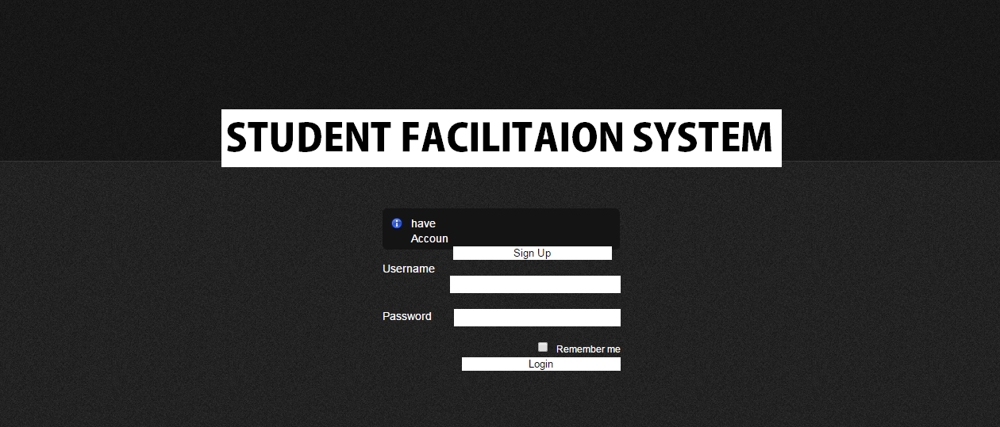 STUDENT FACILITAION SYSTEM
have
Accoun
Sign Up
Username
Password
Remember me
Login